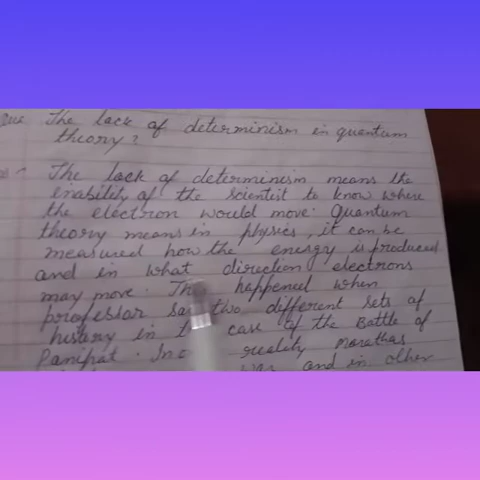 Que The lack of determinism in quantum
theory?
The lack of determinism means the
inability of the scientist to know where
the electron would move. Quantum
theory means in physics, it can be
measured how the energy is produced
and in what direction electrons
may move. happened when
professor two different sets of
history in case of the Battle of
Panipat. In reality Marathas
was and in other